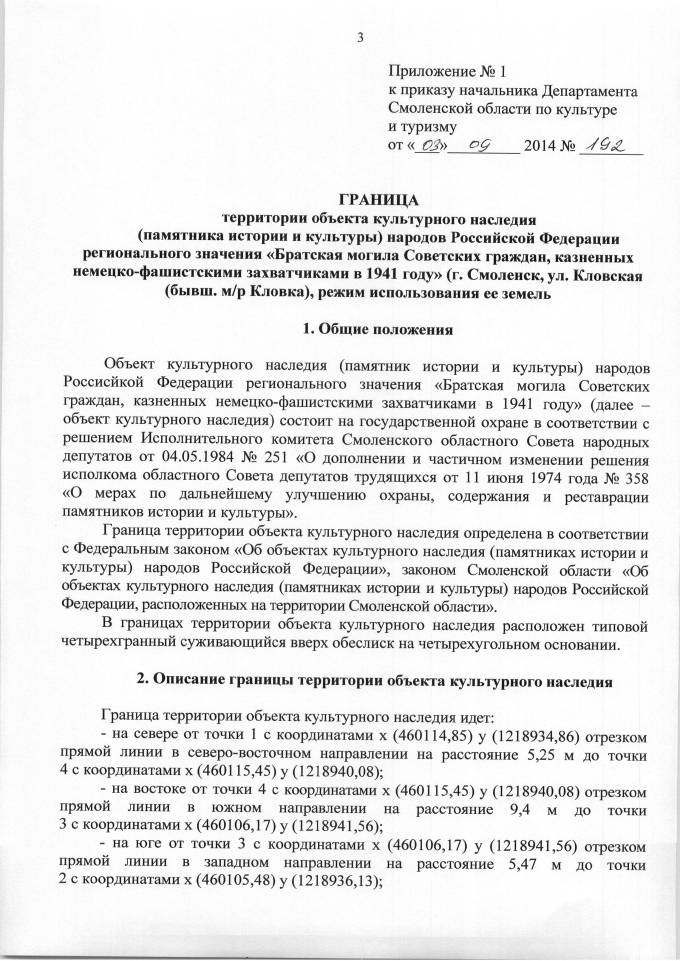 3
Приложение № 1
к приказу начальника Департамента
Смоленской области по культуре
и туризму
от «03» 09 2014 № 192
ГРАНИЦА
территории объекта культурного наследия
(памятника истории и культуры) народов Российской Федерации
регионального значения «Братская могила Советских граждан, казненных
немецко-фашистскими захватчиками в 1941 году» (г. Смоленск, ул. Кловская
(бывш. м/р Кловка), режим использования ее земель
1. Общие положения
Объект культурного наследия (памятник истории и культуры) народов
Россисйкой Федерации регионального значения «Братская могила Советских
граждан, казненных немецко-фашистскими захватчиками в 1941 году» (далее –
объект культурного наследия) состоит на государственной охране в соответствии с
решением Исполнительного комитета Смоленского областного Совета народных
депутатов от 04.05.1984 № 251 «О дополнении и частичном изменении решения
исполкома областного Совета депутатов трудящихся от 11 июня 1974 года № 358
«О мерах по дальнейшему улучшению охраны, содержания и реставрации
памятников истории и культуры».
Граница территории объекта культурного наследия определена в соответствии
с Федеральным законом «Об объектах культурного наследия (памятниках истории и
культуры) народов Российской Федерации», законом Смоленской области «Об
объектах культурного наследия (памятниках истории и культуры) народов Российской
Федерации, расположенных на территории Смоленской области».
В границах территории объекта культурного наследия расположен типовой
четырехгранный суживающийся вверх обеслиск на четырехугольном основании.
2. Описание границы территории объекта культурного наследия
Граница территории объекта культурного наследия идет:
- на севере от точки 1 с координатами х (460114,85) у (1218934,86) отрезком
прямой линии в северо-восточном направлении на расстояние 5,25 м до точки
4 с координатами х (460115,45) у (1218940,08);
- на востоке от точки 4 с координатами х (460115,45) у (1218940,08) отрезком
прямой линии в южном направлении на расстояние 9,4 м до точки
3 с координатами х (460106,17) у (1218941,56);
- на юге от точки 3 с координатами х (460106,17) у (1218941,56) отрезком
прямой линии в западном направлении на расстояние 5,47 м до точки
2 с координатами х (460105,48) у (1218936,13);